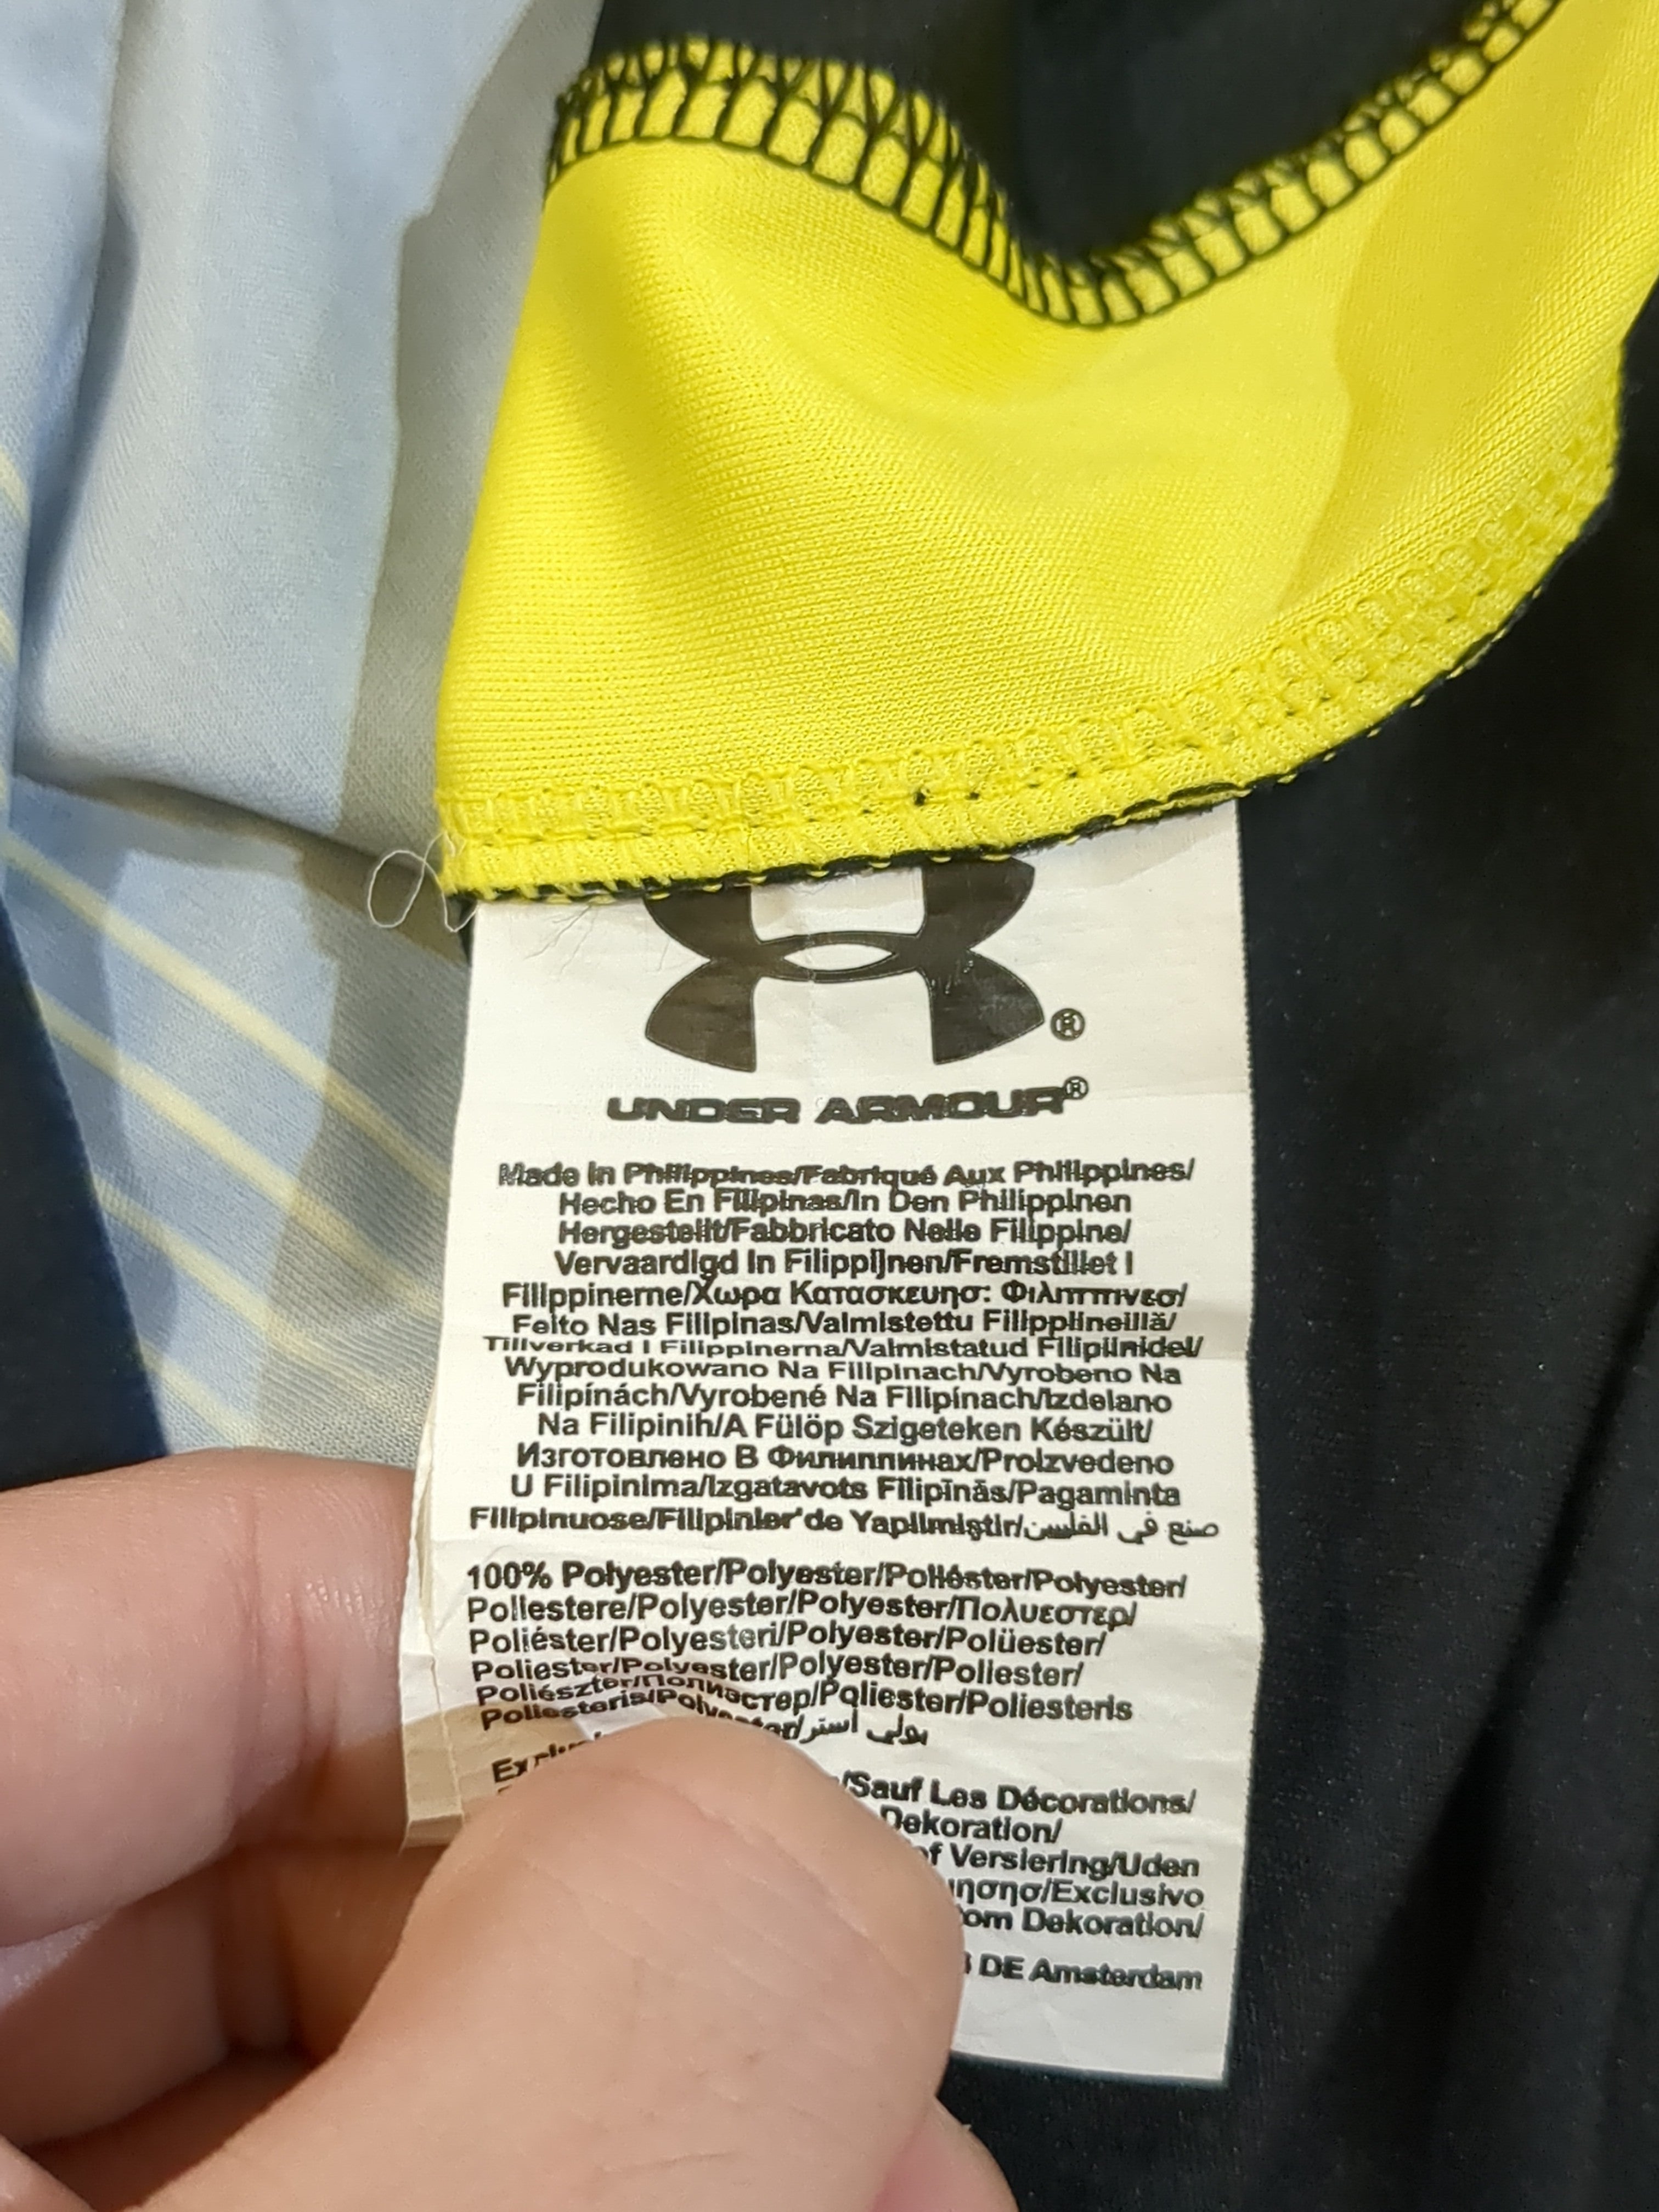 ®
UNDER ARMOUR®
Made In Philippines/Fabriqué Aux Philippines/
Hecho En Filipinas/In Den Philippinen
Hergestellt/Fabbricato Nelle Filippine/
Vervaardigd In Filippijnen/Fremstillet I
Filippinerne/Χωρα Κατασκευησ: Φιλιππινεσ/
Feito Nas Filipinas/Valmistettu Filippiineillä/
Tillverkad I Filippinerna/Valmistatud Filipiinidel/
Wyprodukowano Na Filipinach/Vyrobeno Na
Filipínách/Vyrobené Na Filipínach/Izdelano
Na Filipinih/A Fülöp Szigeteken Készült/
Изготовлено В Филиппинах/Proizvedeno
U Filipinima/Izgatavots Filipīnās/Pagaminta
Filipinuose/Filipinler'de Yapilmiştir/صنع في الفلبين
100% Polyester/Polyester/Poliéster/Polyester/
Poliestere/Polyester/Polyester/Πολυεστερ/
Poliéster/Polyesteri/Polyester/Polüester/
Poliester/Polyester/Polyester/Poliester/
Poliészter/Полиэстер/Poliester/Poliesteris
Poliesteris/Polyester/بولي أستر
/Sauf Les Décorations/
Dekoration/
Versiering/Uden
/Exclusivo
Dekoration/
DE Amsterdam